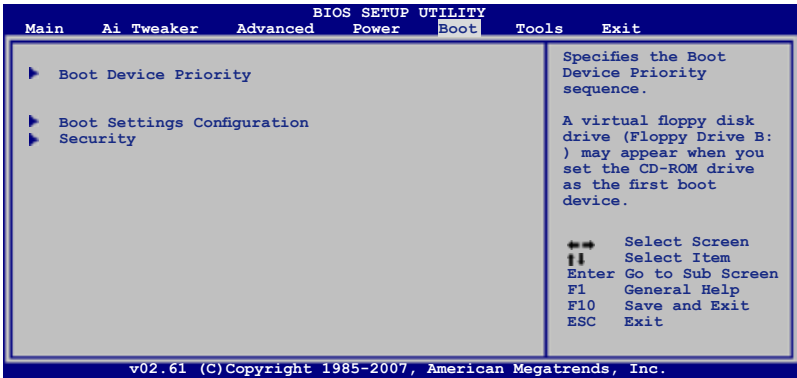 BIOS SETUP UTILITY
Main Ai Tweaker Advanced Power Boot Tools Exit
Boot Device Priority
Boot Settings Configuration
Security
Specifies the Boot
Device Priority
sequence.
A virtual floppy disk
drive (Floppy Drive B:
) may appear when you
set the CD-ROM drive
as the first boot
device.
←→ Select Screen
↑↓ Select Item
Enter Go to Sub Screen
F1 General Help
F10 Save and Exit
ESC Exit
v02.61 (C)Copyright 1985-2007, American Megatrends, Inc.